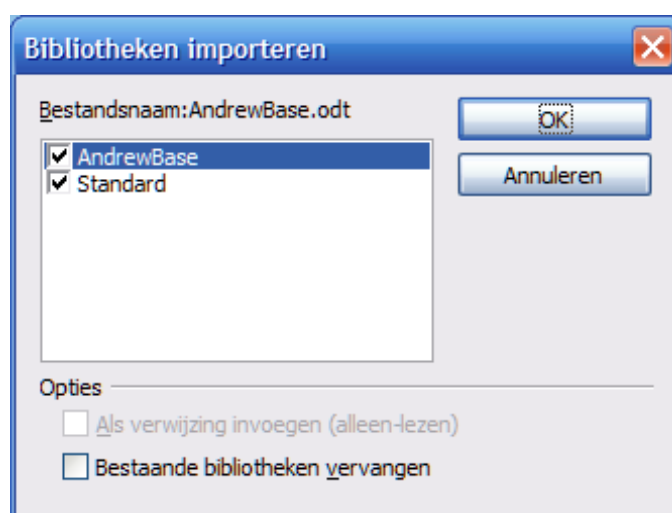 Bibliotheken importeren
Bestandsnaam:AndrewBase.odt
OK
AndrewBase
Annuleren
Standard
Opties
Als verwijzing invoegen (alleen-lezen)
Bestaande bibliotheken vervangen